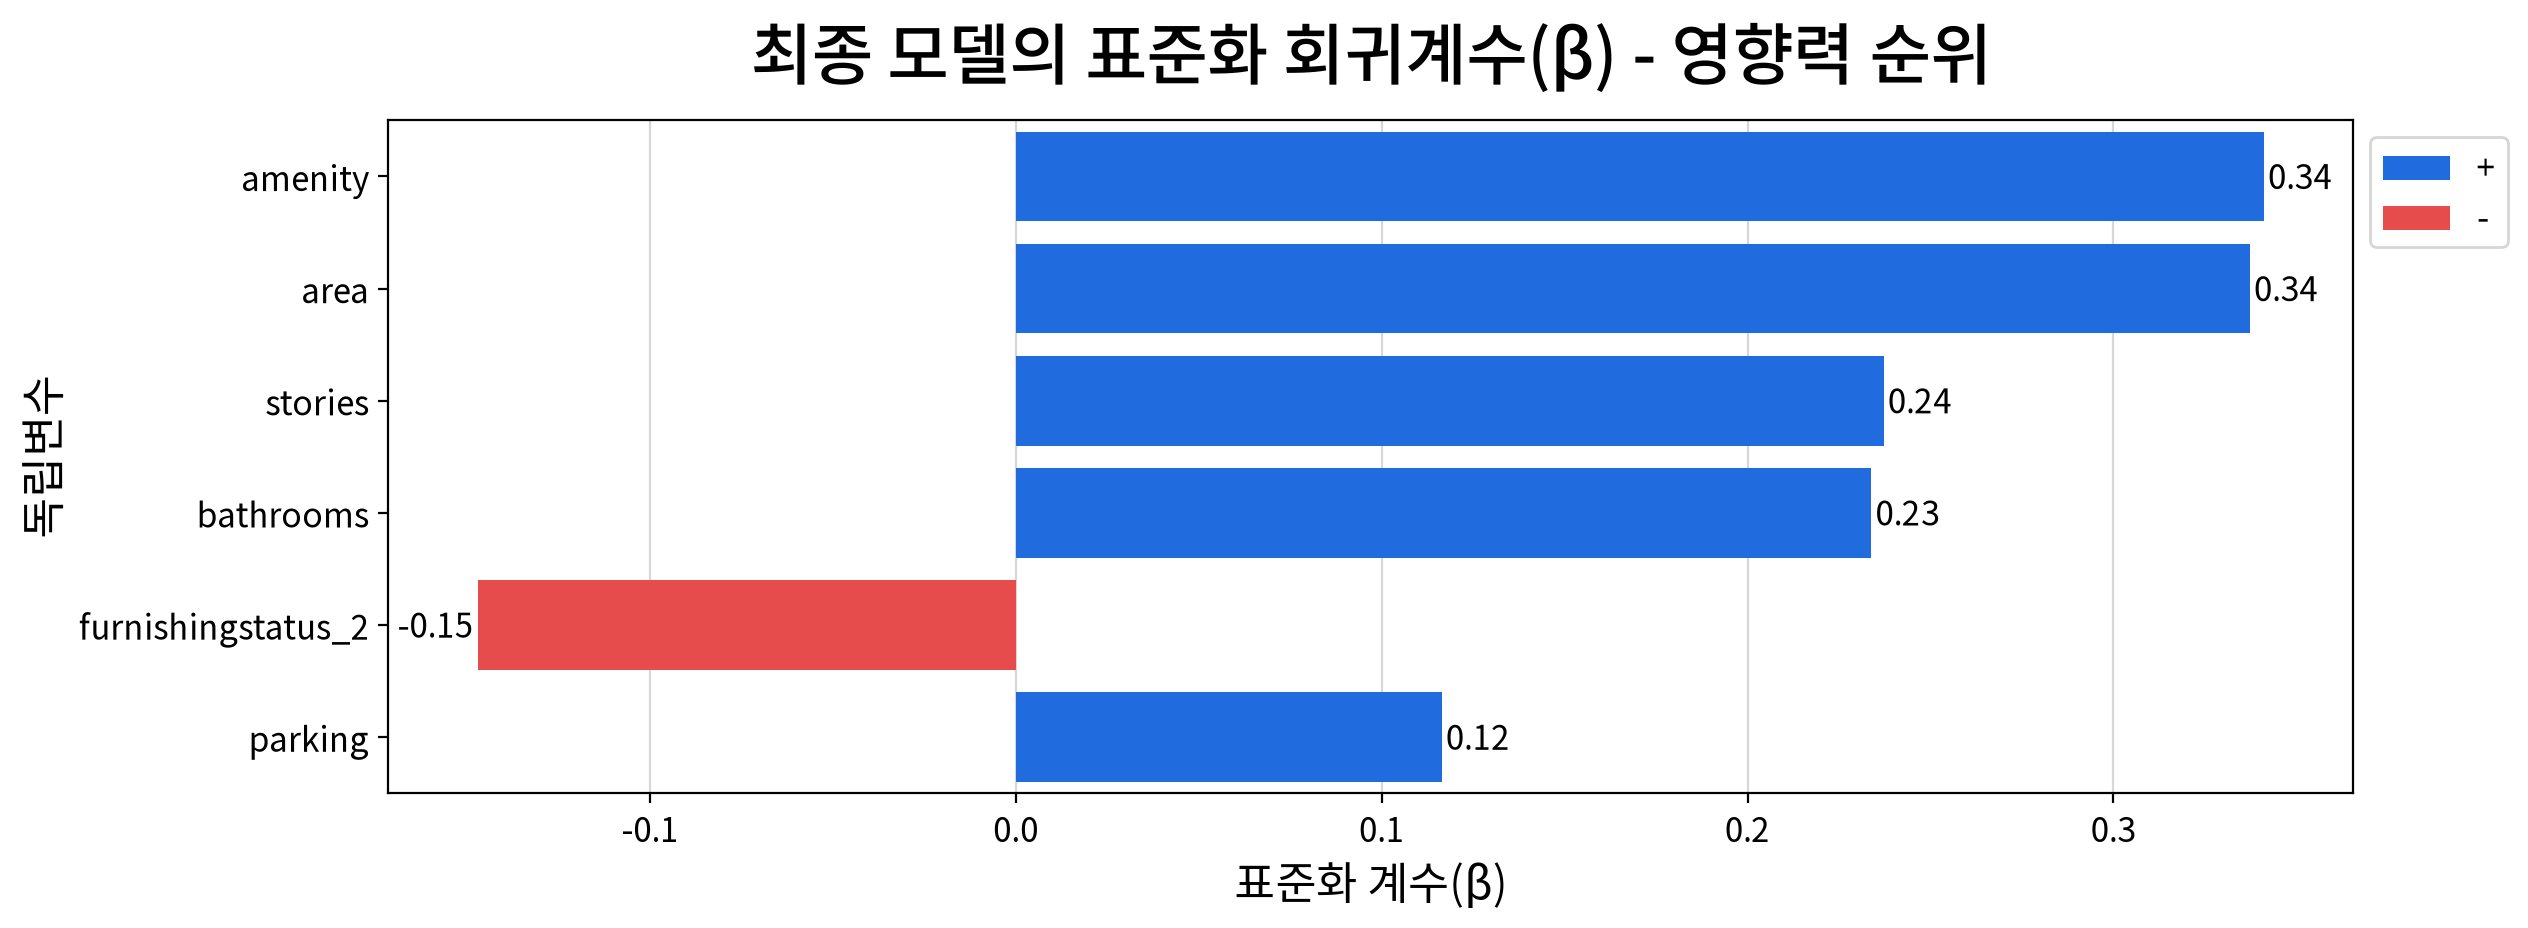 최종 모델의 표준화 회귀계수(β) - 영향력 순위
+
-
독립변수
amenity
0.34
area
0.34
stories
0.24
bathrooms
0.23
furnishingstatus_2
-0.15
parking
0.12
-0.1 0.0 0.1 0.2 0.3
표준화 계수(β)